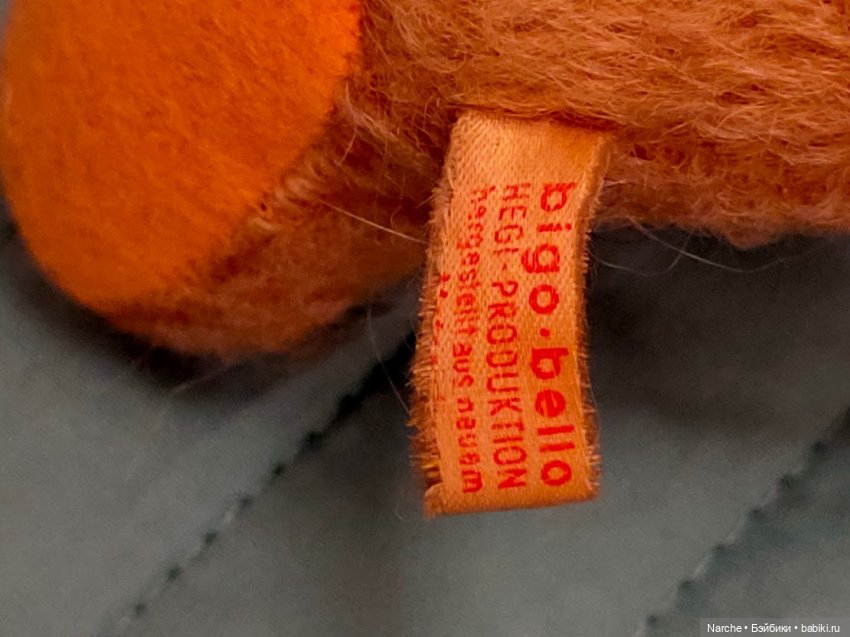 bigo·bello
HEGI-PRODUKTION
hergestellt aus neuem
Narche • Бэйбики • babiki.ru